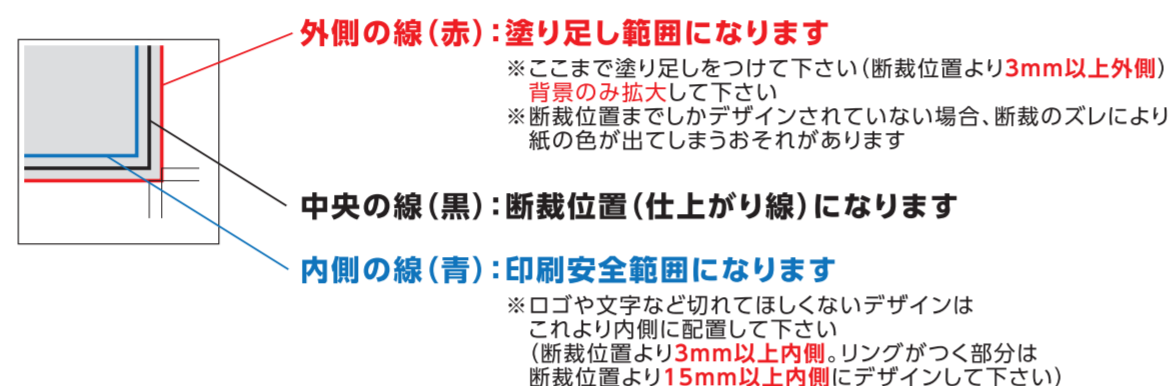 外側の線(赤):塗り足し範囲になります
※ここまで塗り足しをつけて下さい(断裁位置より3mm以上外側)
背景のみ拡大して下さい
※断裁位置までしかデザインされていない場合、断裁のズレにより
紙の色が出てしまうおそれがあります
中央の線(黒):断裁位置(仕上がり線)になります
内側の線(青):印刷安全範囲になります
※ロゴや文字など切れてほしくないデザインは
これより内側に配置して下さい
(断裁位置より3mm以上内側。リングがつく部分は
断裁位置より15mm以上内側にデザインして下さい)